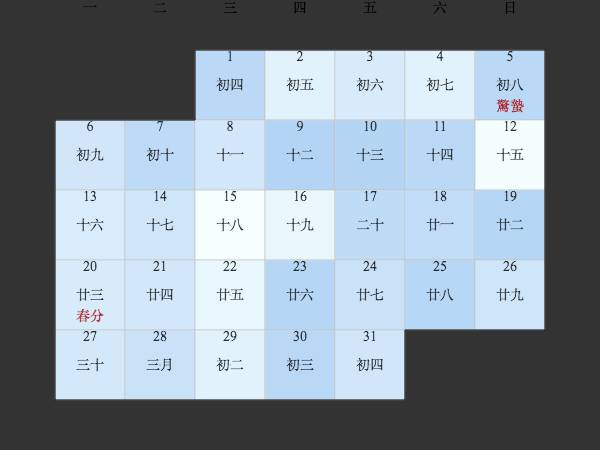 一 二 三 四 五 六 日
1 2 3 4 5
初四 初五 初六 初七 初八
驚蟄
6 7 8 9 10 11 12
初九 初十 十一 十二 十三 十四 十五
13 14 15 16 17 18 19
十六 十七 十八 十九 二十 廿一 廿二
20 21 22 23 24 25 26
廿三 廿四 廿五 廿六 廿七 廿八 廿九
春分
27 28 29 30 31
三十 三月 初二 初三 初四